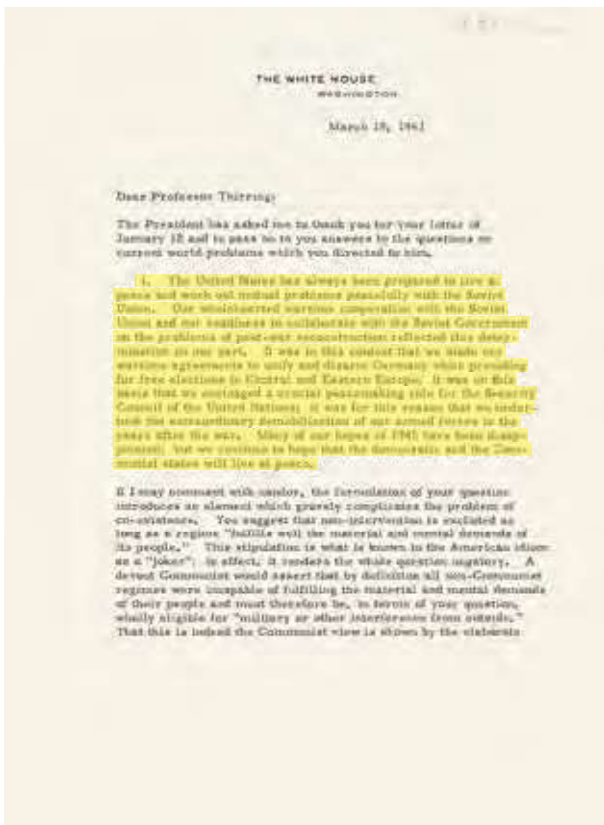 THE WHITE HOUSE
WASHINGTON
March 19, 1962
Dear Professor Thirring:
The President has asked me to thank you for your letter of
January 18 and to pass on to you answers to the questions on
current world problems which you directed to him.
1. The United States has always been prepared to live at
peace and work out mutual problems peacefully with the Soviet
Union. Our wholehearted wartime cooperation with the Soviet
Union and our readiness to collaborate with the Soviet Government
on the problems of post-war reconstruction reflected this deter-
mination on our part. It was in this context that we made our
wartime agreements to unify and disarm Germany while providing
for free elections in Central and Eastern Europe; it was on this
basis that we envisaged a crucial peacemaking role for the Security
Council of the United Nations; it was for this reason that we under-
took the extraordinary demobilization of our armed forces in the
years after the war. Many of our hopes of 1945 have been disap-
pointed; but we continue to hope that the democratic and the Com-
munist states will live at peace.
If I may comment with candor, the formulation of your question
introduces an element which gravely complicates the problem of
co-existence. You suggest that non-intervention is excluded as
long as a regime "fulfills well the material and mental demands of
its people." This stipulation is what is known in the American idiom
as a "joker": in effect, it renders the whole question nugatory. A
devout Communist would assert that by definition all non-Communist
regimes were incapable of fulfilling the material and mental demands
of their people and must therefore be, in terms of your question,
wholly eligible for "military or other interference from outside."
That this is indeed the Communist view is shown by the elaborate